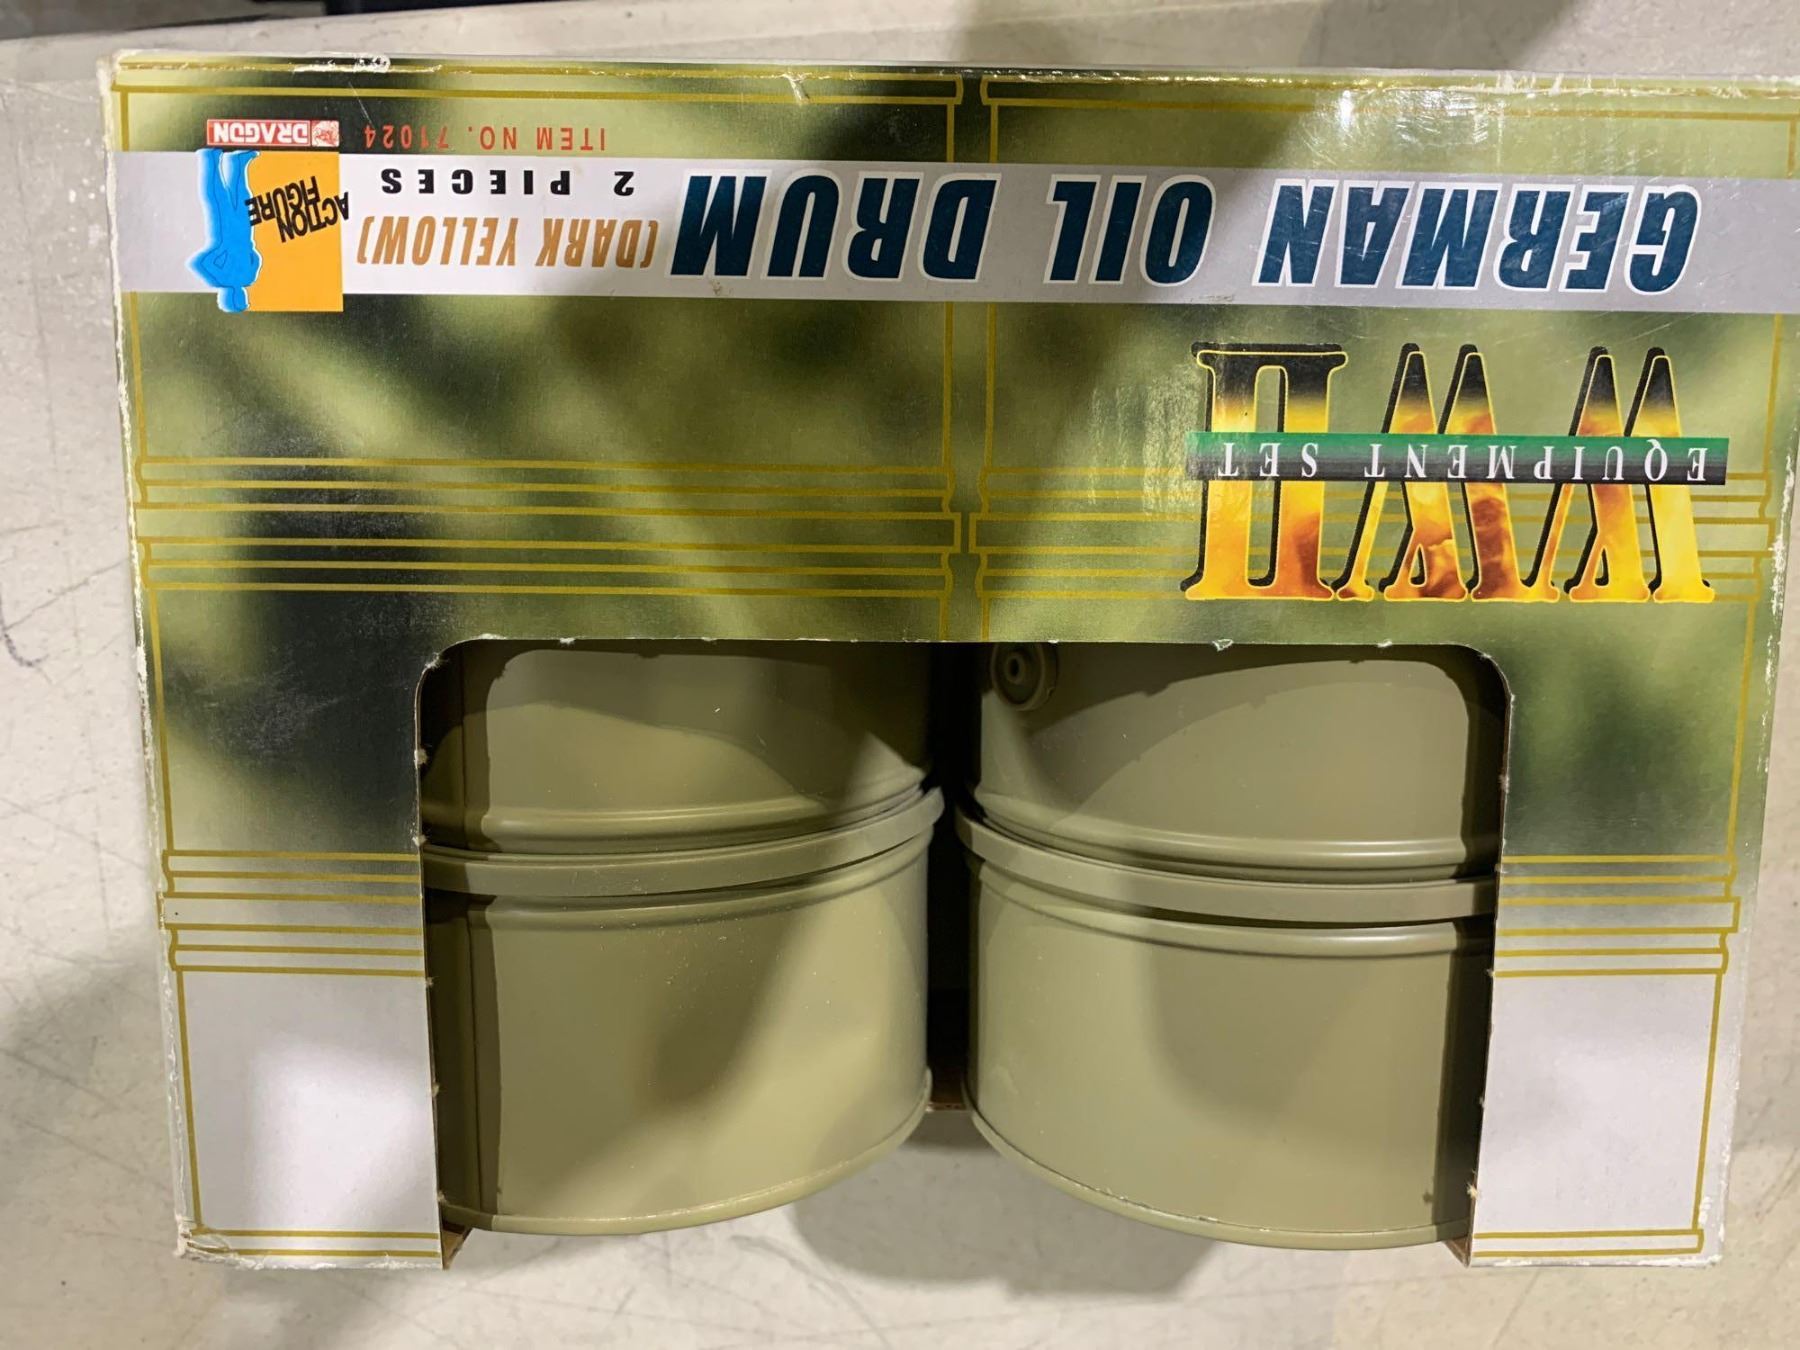 WWII
EQUIPMENT SET
GERMAN OIL DRUM
(DARK YELLOW)
2 PIECES
ACTION
FIGURE
ITEM NO. 71024
DRAGON